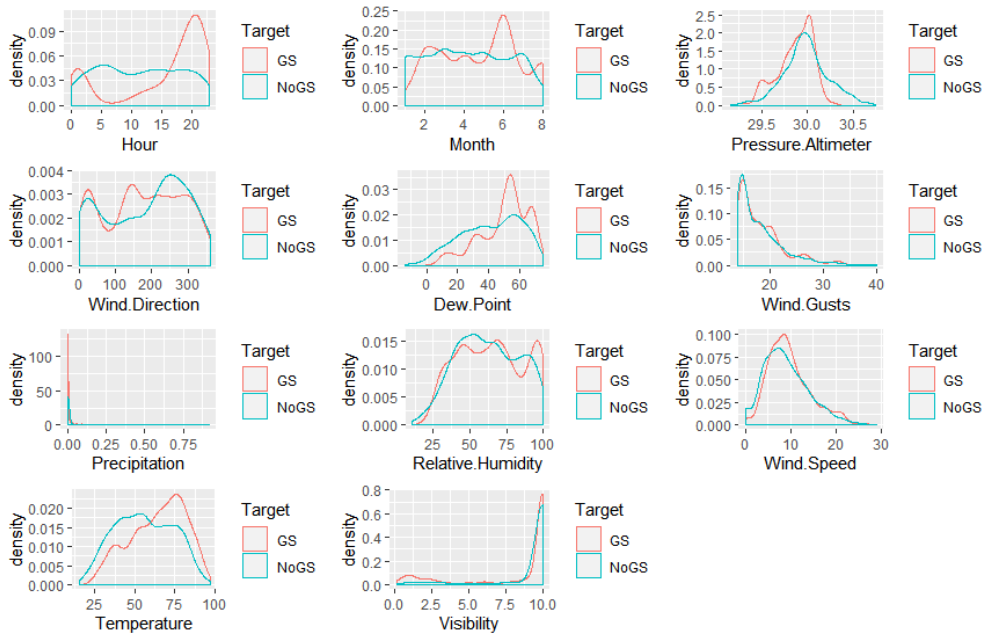 density
0.09
0.06
0.03
0.00
0 10 20
Hour
Target
GS
NoGS
density
0.25
0.20
0.15
0.10
0.05
0.00
2 4 6 8
Month
Target
GS
NoGS
density
2.5
2.0
1.5
1.0
0.5
0.0
29.5 30.0 30.5
Pressure.Altimeter
Target
GS
NoGS
density
0.004
0.003
0.002
0.001
0.000
0 100 200 300
Wind.Direction
Target
GS
NoGS
density
0.03
0.02
0.01
0.00
0 20 40 60
Dew.Point
Target
GS
NoGS
density
0.15
0.10
0.05
0.00
20 30 40
Wind.Gusts
Target
GS
NoGS
density
100
50
0
0.00 0.25 0.50 0.75
Precipitation
Target
GS
NoGS
density
0.015
0.010
0.005
0.000
25 50 75 100
Relative.Humidity
Target
GS
NoGS
density
0.100
0.075
0.050
0.025
0.000
0 10 20 30
Wind.Speed
Target
GS
NoGS
density
0.020
0.015
0.010
0.005
0.000
25 50 75 100
Temperature
Target
GS
NoGS
density
0.8
0.6
0.4
0.2
0.0
0.0 2.5 5.0 7.5 10.0
Visibility
Target
GS
NoGS